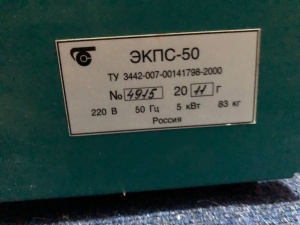 ЭКПС-50
ТУ 3442-007-00141798-2000
№ 4915 20 11 г
220 В 50 Гц 5 кВт 83 кг
Россия